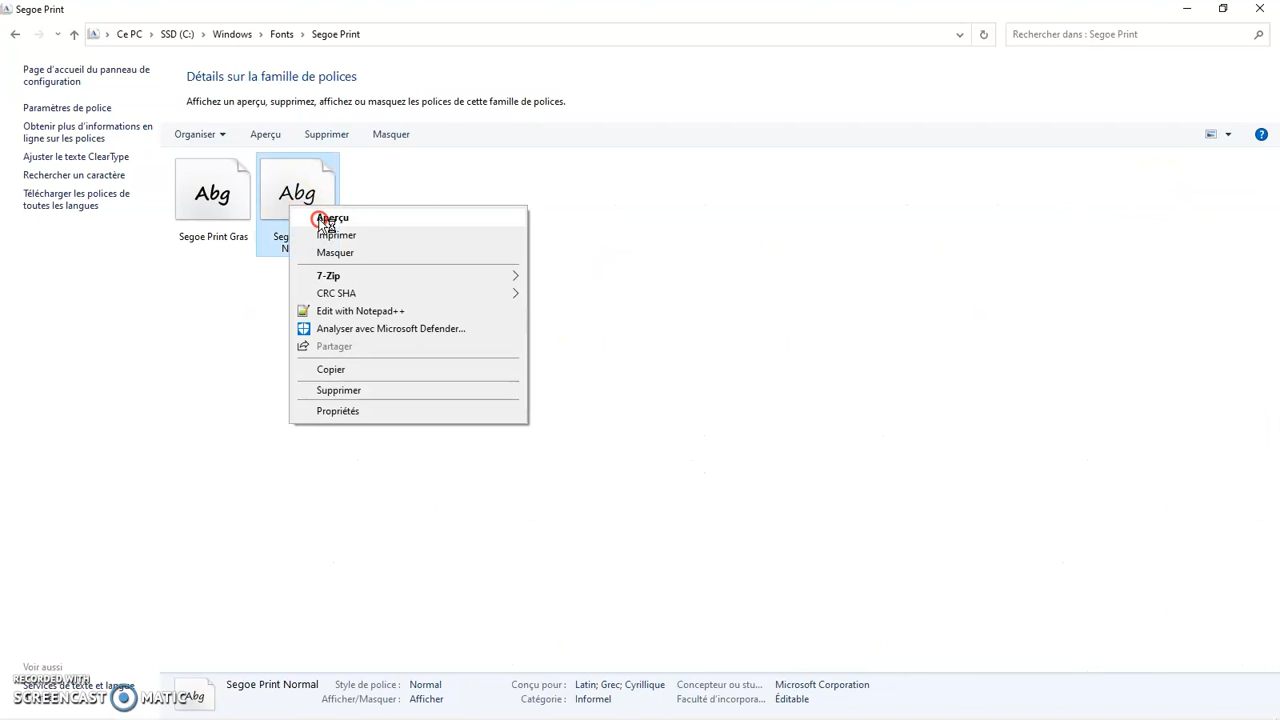 Segoe Print
Ce PC > SSD (C:) > Windows > Fonts > Segoe Print
Rechercher dans : Segoe Print
Page d'accueil du panneau de
configuration
Paramètres de police
Obtenir plus d'informations en
ligne sur les polices
Ajuster le texte ClearType
Rechercher un caractère
Télécharger les polices de
toutes les langues
Détails sur la famille de polices
Affichez un aperçu, supprimez, affichez ou masquez les polices de cette famille de polices.
Organiser
Aperçu
Supprimer
Masquer
Abg
Segoe Print Gras
Abg
Seg
N
Aperçu
Imprimer
Masquer
7-Zip
CRC SHA
Edit with Notepad++
Analyser avec Microsoft Defender...
Partager
Copier
Supprimer
Propriétés
Voir aussi
Services de texte et langue
RECORDED WITH
SCREENCAST MATIC
Abg
Segoe Print Normal
Style de police : Normal
Afficher/Masquer : Afficher
Conçu pour : Latin; Grec; Cyrillique
Catégorie : Informel
Concepteur ou stu... Microsoft Corporation
Faculté d'incorpora... Éditable